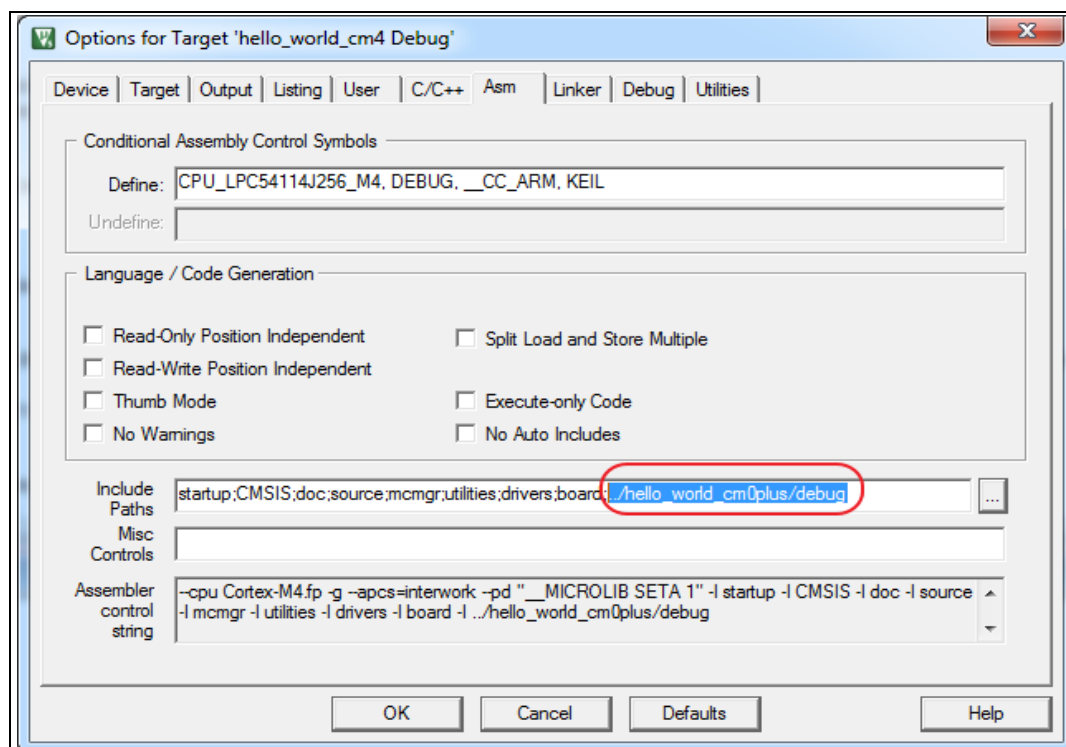 Options for Target 'hello_world_cm4 Debug'
Device | Target | Output | Listing | User | C/C++ | Asm | Linker | Debug | Utilities
Conditional Assembly Control Symbols
Define: CPU_LPC54114J256_M4, DEBUG, __CC_ARM, KEIL
Undefine:
Language / Code Generation
Read-Only Position Independent
Split Load and Store Multiple
Read-Write Position Independent
Thumb Mode
Execute-only Code
No Warnings
No Auto Includes
Include Paths
startup;CMSIS;doc;source;mcmgr;utilities;drivers;board;../hello_world_cm0plus/debug
...
Misc Controls
Assembler control string
--cpu Cortex-M4.fp -g --apcs=interwork --pd "__MICROLIB SETA 1" -I startup -I CMSIS -I doc -I source
-I mcmgr -I utilities -I drivers -I board -I ../hello_world_cm0plus/debug
OK
Cancel
Defaults
Help